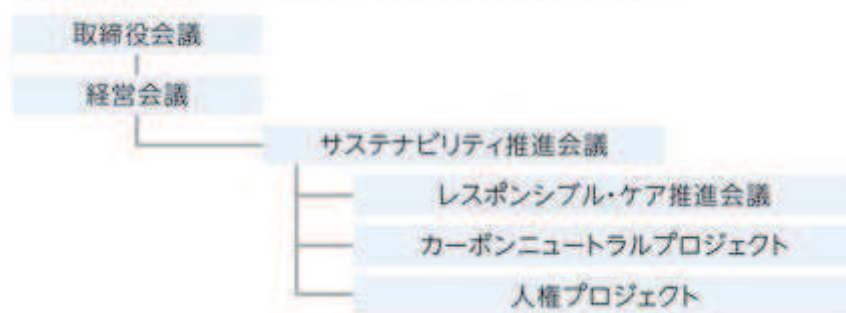 取締役会議
経営会議
サステナビリティ推進会議
レスポンシブル・ケア推進会議
カーボンニュートラルプロジェクト
人権プロジェクト